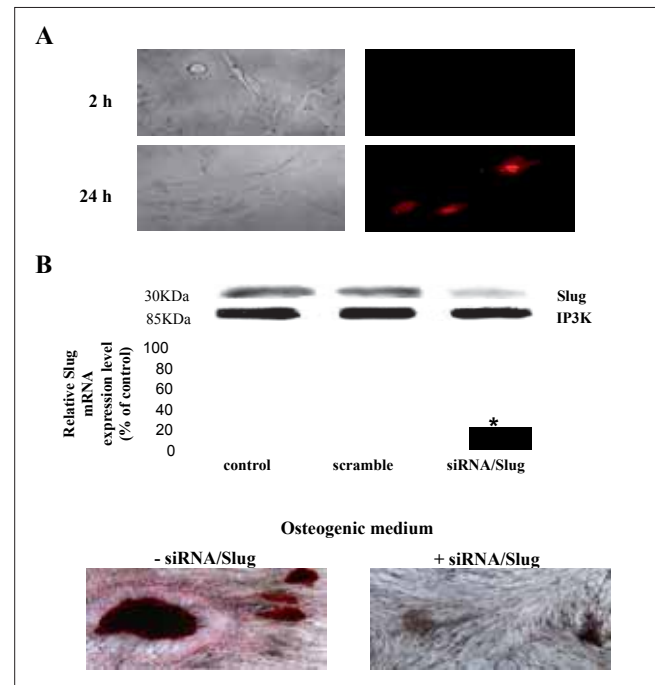 A
2 h
24 h
B
30KDa
Slug
85KDa
IP3K
Relative Slug
mRNA
expression level
(% of control)
100
80
60
40
20
0
*
control scramble siRNA/Slug
Osteogenic medium
- siRNA/Slug + siRNA/Slug